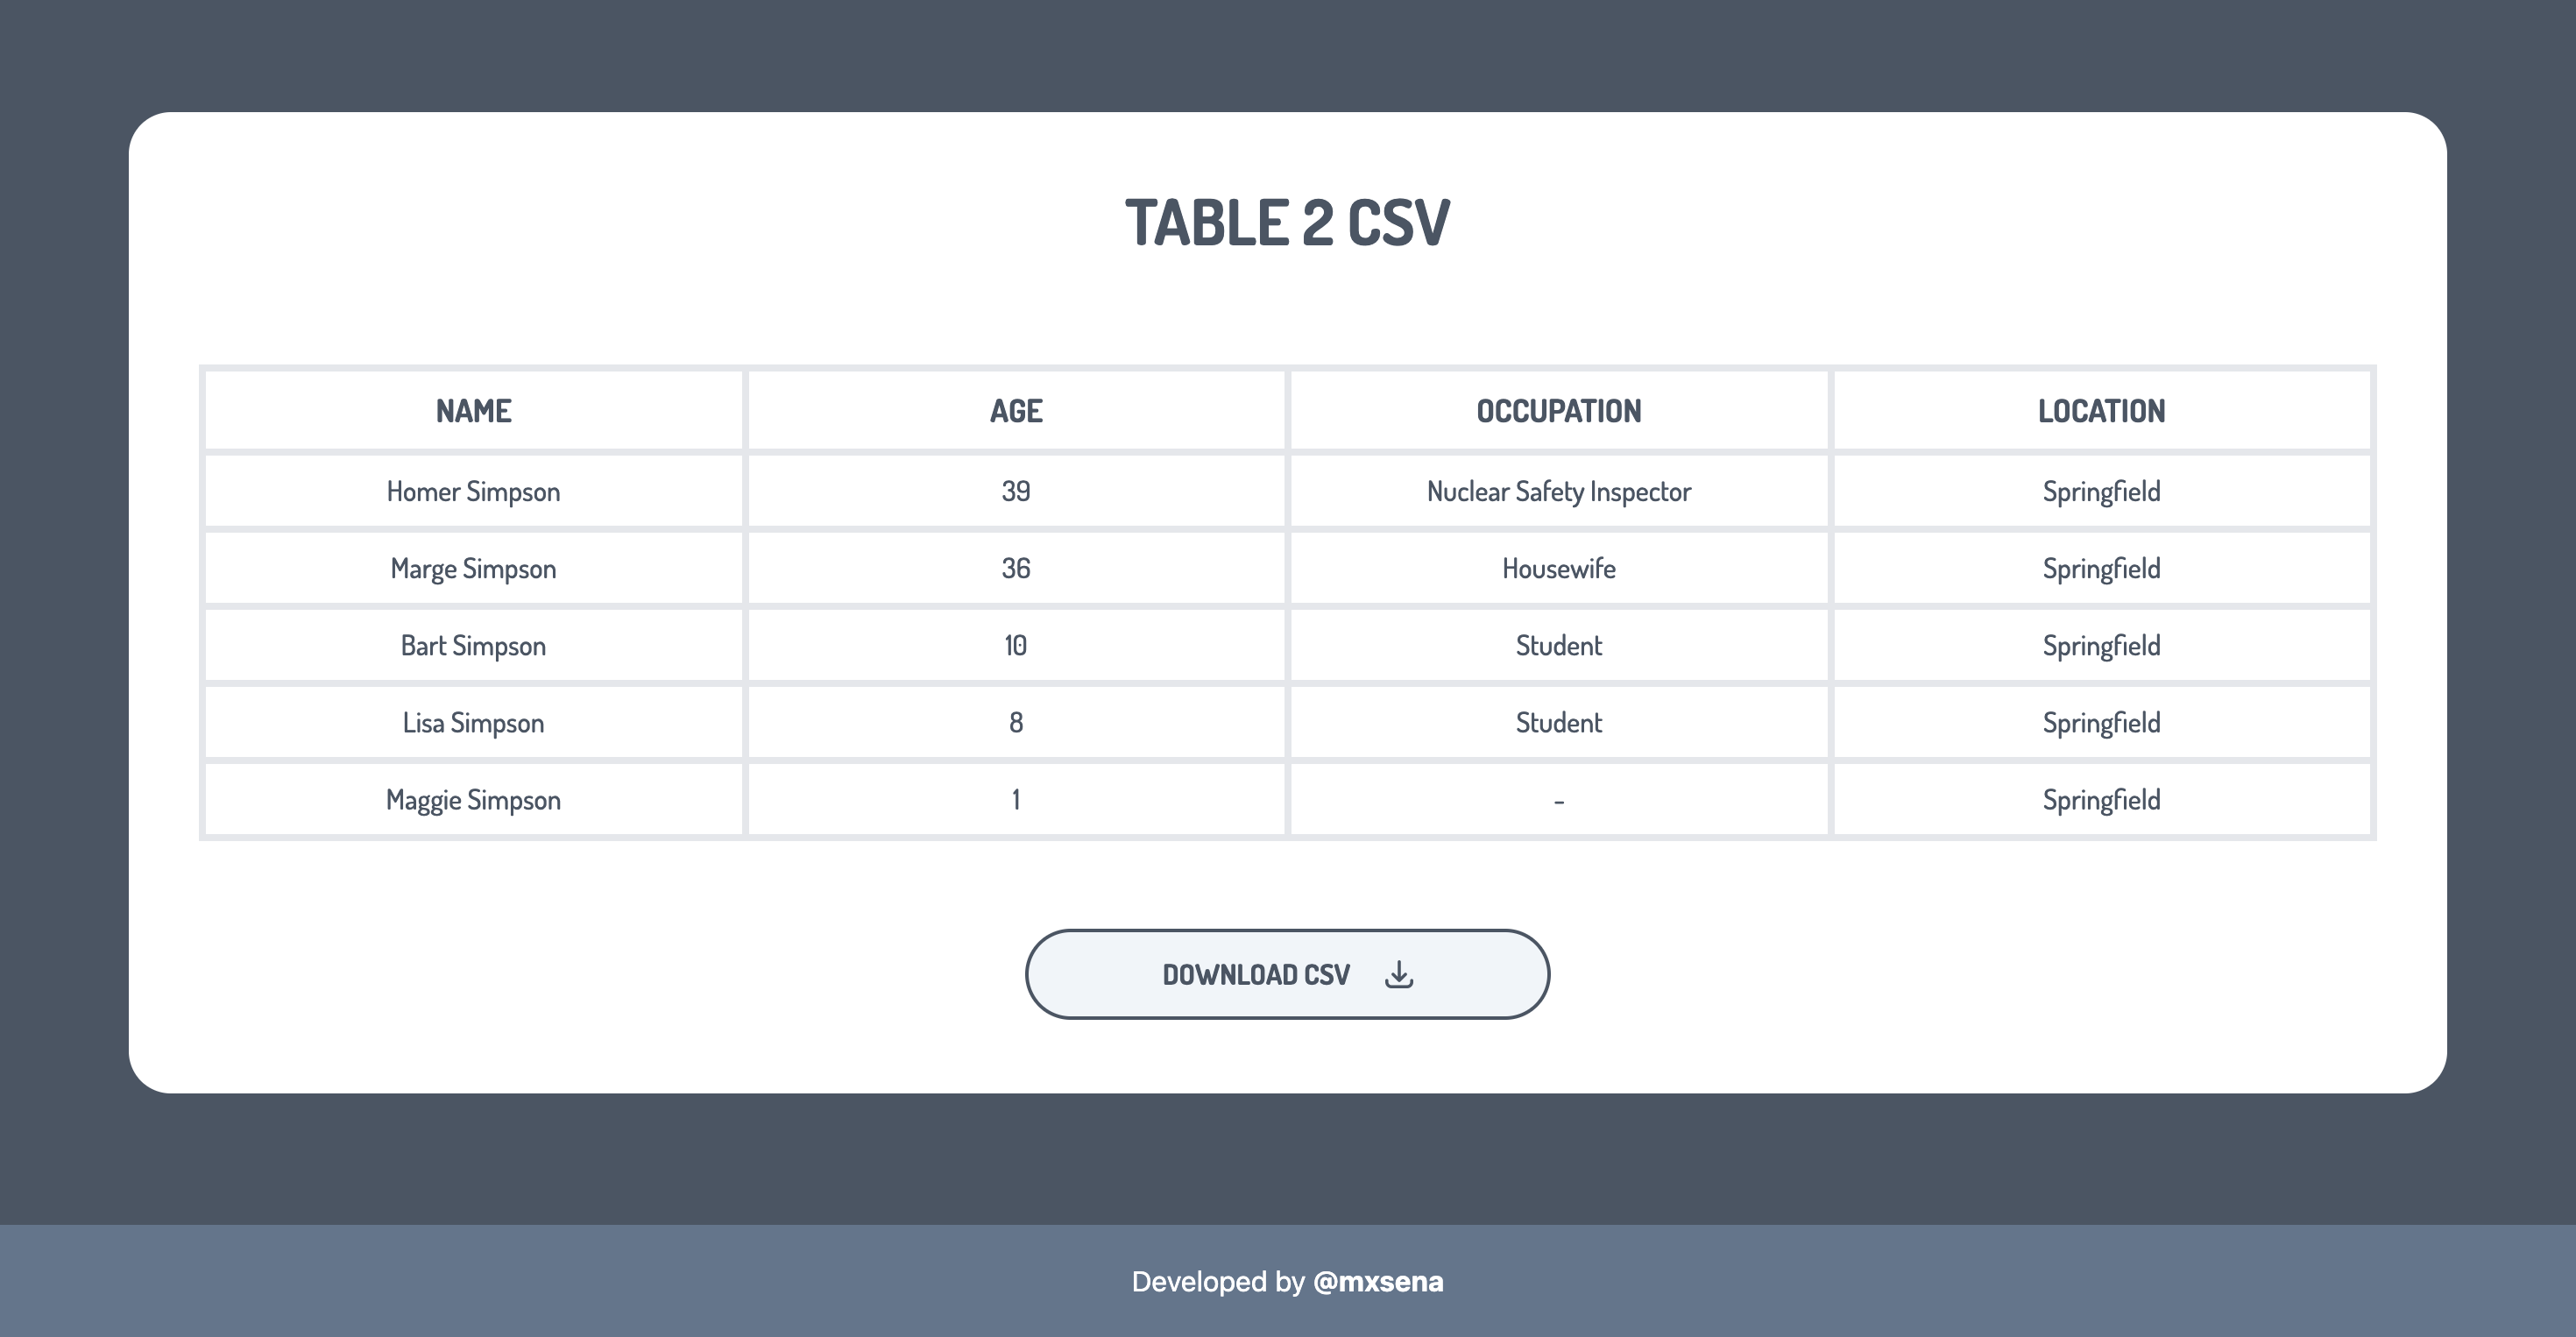 TABLE 2 CSV
NAME AGE OCCUPATION LOCATION
Homer Simpson 39 Nuclear Safety Inspector Springfield
Marge Simpson 36 Housewife Springfield
Bart Simpson 10 Student Springfield
Lisa Simpson 8 Student Springfield
Maggie Simpson 1 - Springfield
DOWNLOAD CSV
Developed by @mxsena